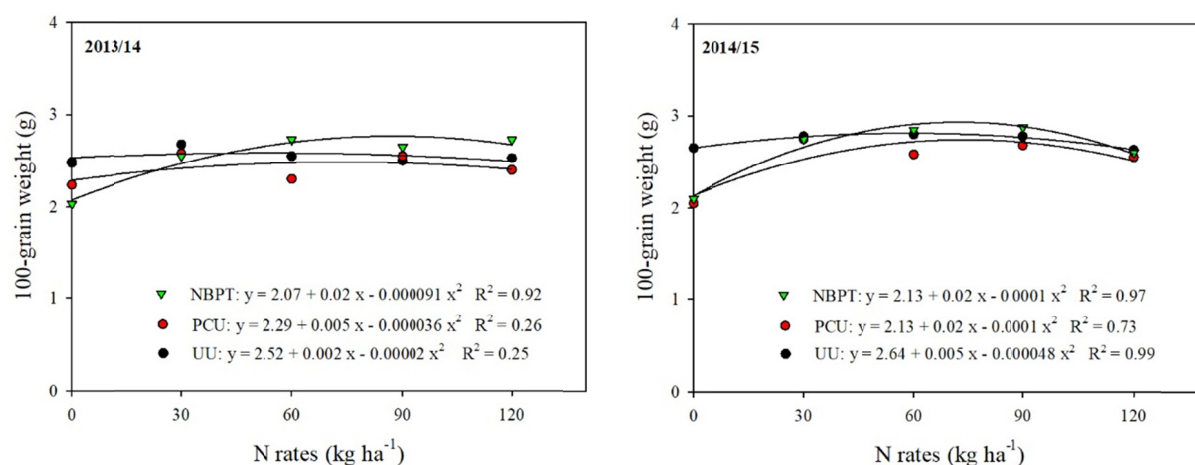 2013/14
100-grain weight (g)
4
3
2
1
0
NBPT: y = 2.07 + 0.02 x - 0.000091 x² R² = 0.92
PCU: y = 2.29 + 0.005 x - 0.000036 x² R² = 0.26
UU: y = 2.52 + 0.002 x - 0.00002 x² R² = 0.25
0 30 60 90 120
N rates (kg ha⁻¹)
2014/15
100-grain weight (g)
4
3
2
1
0
NBPT: y = 2.13 + 0.02 x - 0.0001 x² R² = 0.97
PCU: y = 2.13 + 0.02 x - 0.0001 x² R² = 0.73
UU: y = 2.64 + 0.005 x - 0.000048 x² R² = 0.99
0 30 60 90 120
N rates (kg ha⁻¹)